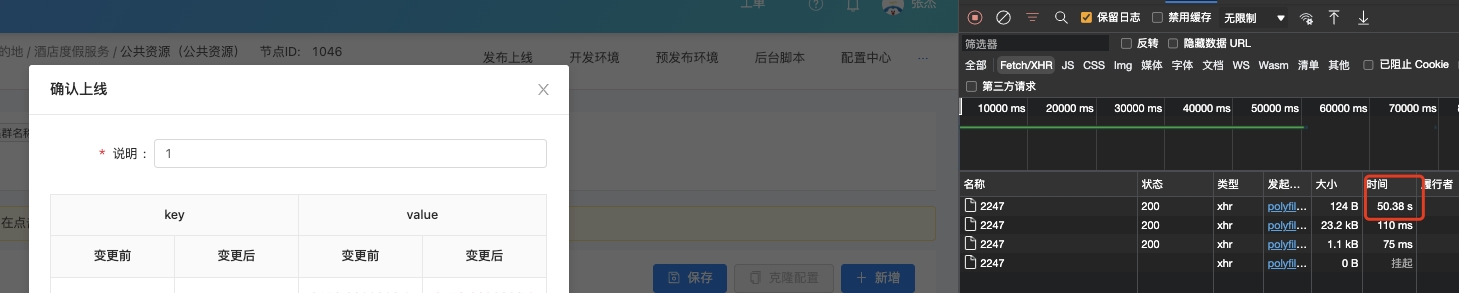 工单 张杰
的地 / 酒店度假服务 / 公共资源（公共资源） 节点ID: 1046
发布上线 开发环境 预发布环境 后台脚本 配置中心 ...
确认上线
* 说明： 1
key value
变更前 变更后 变更前 变更后
保存 克隆配置 新增
保留日志 禁用缓存 无限制
筛选器 反转 隐藏数据 URL
全部 Fetch/XHR JS CSS Img 媒体 字体 文档 WS Wasm 清单 其他 已阻止 Cookie
第三方请求
10000 ms 20000 ms 30000 ms 40000 ms 50000 ms 60000 ms 70000 ms
名称 状态 类型 发起... 大小 时间 履行者
2247 200 xhr polyfil... 124 B 50.38 s
2247 200 xhr polyfil... 23.2 kB 110 ms
2247 200 xhr polyfil... 1.1 kB 75 ms
2247 xhr polyfil... 0 B 挂起